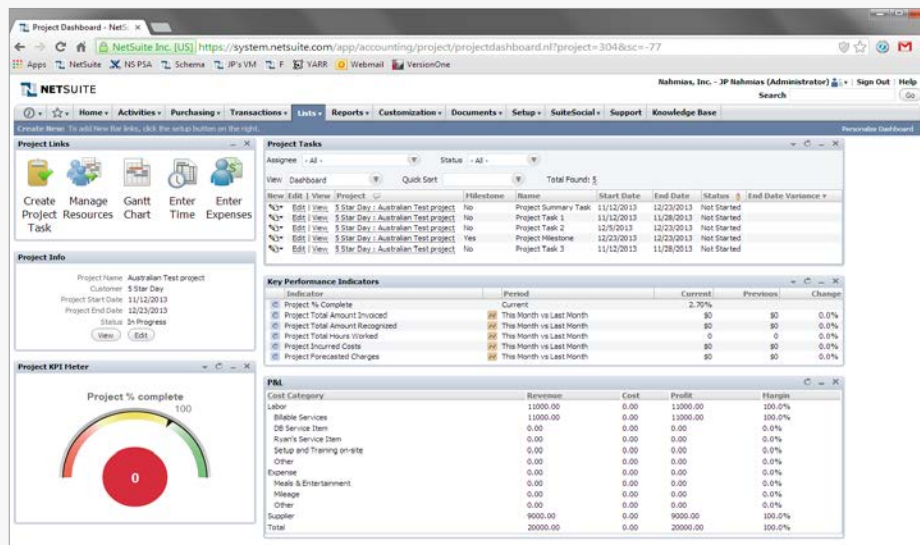 Project Dashboard - NetS
NetSuite Inc. [US] https://system.netsuite.com/app/accounting/project/projectdashboard.nl?project=304&sc=-77
Apps NetSuite NS PSA Schema JP's VM F YARR Webmail VersionOne
NETSUITE
Nahmias, Inc. - JP Nahmias (Administrator) Sign Out Help
Search Go
Home Activities Purchasing Transactions Lists Reports Customization Documents Setup SuiteSocial Support Knowledge Base
Create New: To add New Bar links, click the setup button on the right. Personalize Dashboard
Project Links
Create Project Task
Manage Resources
Gantt Chart
Enter Time
Enter Expenses
Project Info
Project Name Australian Test project
Customer 5 Star Day
Project Start Date 11/12/2013
Project End Date 12/23/2013
Status In Progress
View Edit
Project KPI Meter
Project % complete
100
0
Project Tasks
Assignee - All - Status - All -
View Dashboard Quick Sort Total Found: 5
New Edit | View Project Milestone Name Start Date End Date Status End Date Variance
Edit | View 5 Star Day : Australian Test project No Project Summary Task 11/12/2013 12/23/2013 Not Started
Edit | View 5 Star Day : Australian Test project No Project Task 1 11/12/2013 11/28/2013 Not Started
Edit | View 5 Star Day : Australian Test project No Project Task 2 12/5/2013 12/23/2013 Not Started
Edit | View 5 Star Day : Australian Test project Yes Project Milestone 12/23/2013 12/23/2013 Not Started
Edit | View 5 Star Day : Australian Test project No Project Task 3 11/12/2013 11/28/2013 Not Started
Key Performance Indicators
Indicator Period Current Previous Change
Project % Complete Current 2.70%
Project Total Amount Invoiced This Month vs Last Month $0 $0 0.0%
Project Total Amount Recognized This Month vs Last Month $0 $0 0.0%
Project Total Hours Worked This Month vs Last Month 0 0 0.0%
Project Incurred Costs This Month vs Last Month $0 $0 0.0%
Project Forecasted Charges This Month vs Last Month $0 $0 0.0%
P&L
Cost Category Revenue Cost Profit Margin
Labor 11000.00 0.00 11000.00 100.0%
Billable Services 11000.00 0.00 11000.00 100.0%
DB Service Item 0.00 0.00 0.00 0.0%
Ryan's Service Item 0.00 0.00 0.00 0.0%
Setup and Training on-site 0.00 0.00 0.00 0.0%
Other 0.00 0.00 0.00 0.0%
Expense 0.00 0.00 0.00 0.0%
Meals & Entertainment 0.00 0.00 0.00 0.0%
Mileage 0.00 0.00 0.00 0.0%
Other 0.00 0.00 0.00 0.0%
Supplier 9000.00 0.00 9000.00 100.0%
Total 20000.00 0.00 20000.00 100.0%